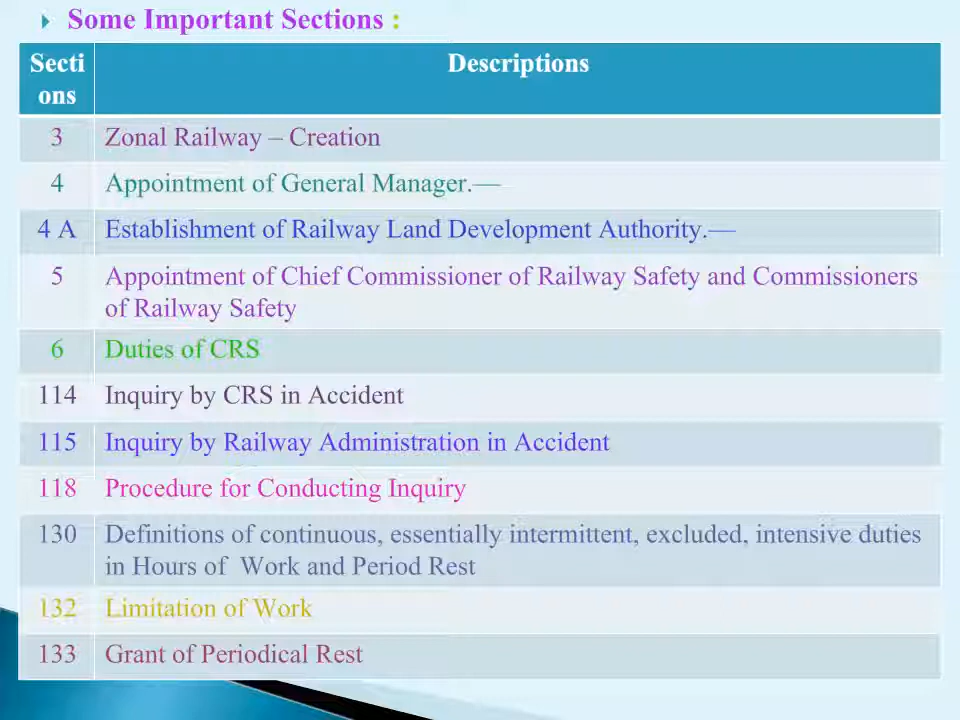 Some Important Sections :
Secti
ons
Descriptions
3 Zonal Railway – Creation
4 Appointment of General Manager.—
4 A Establishment of Railway Land Development Authority.—
5 Appointment of Chief Commissioner of Railway Safety and Commissioners
of Railway Safety
6 Duties of CRS
114 Inquiry by CRS in Accident
115 Inquiry by Railway Administration in Accident
118 Procedure for Conducting Inquiry
130 Definitions of continuous, essentially intermittent, excluded, intensive duties
in Hours of  Work and Period Rest
132 Limitation of Work
133 Grant of Periodical Rest